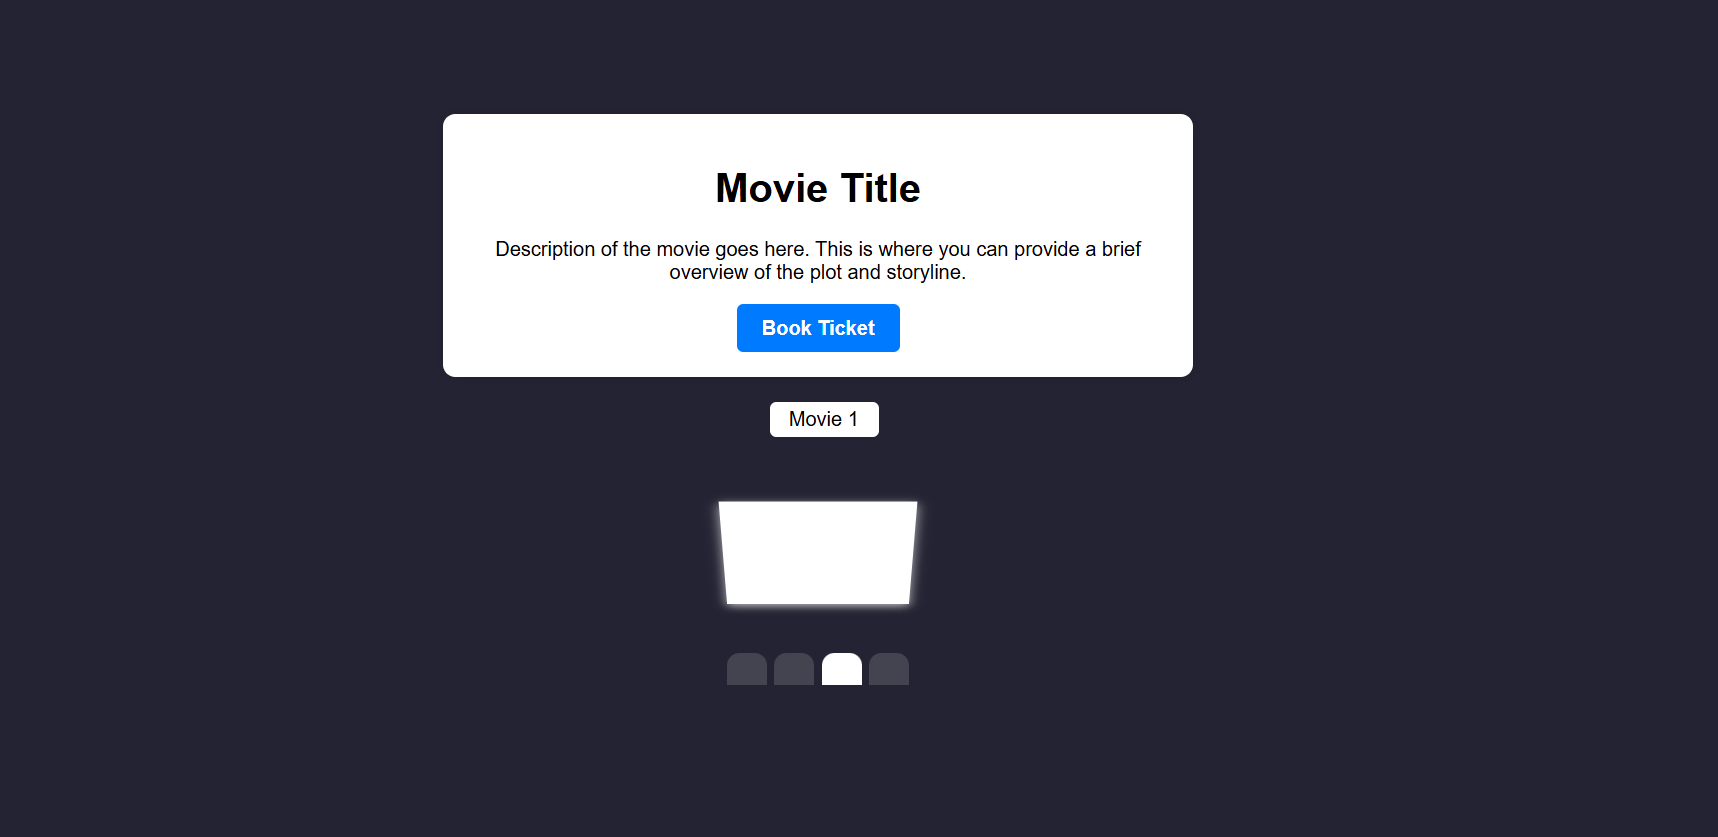 Movie Title
Description of the movie goes here. This is where you can provide a brief
overview of the plot and storyline.
Book Ticket
Movie 1